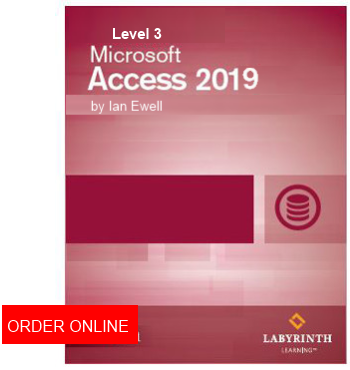 Level 3
Microsoft
Access 2019
by Ian Ewell
ORDER ONLINE
LABYRINTH
LEARNING™